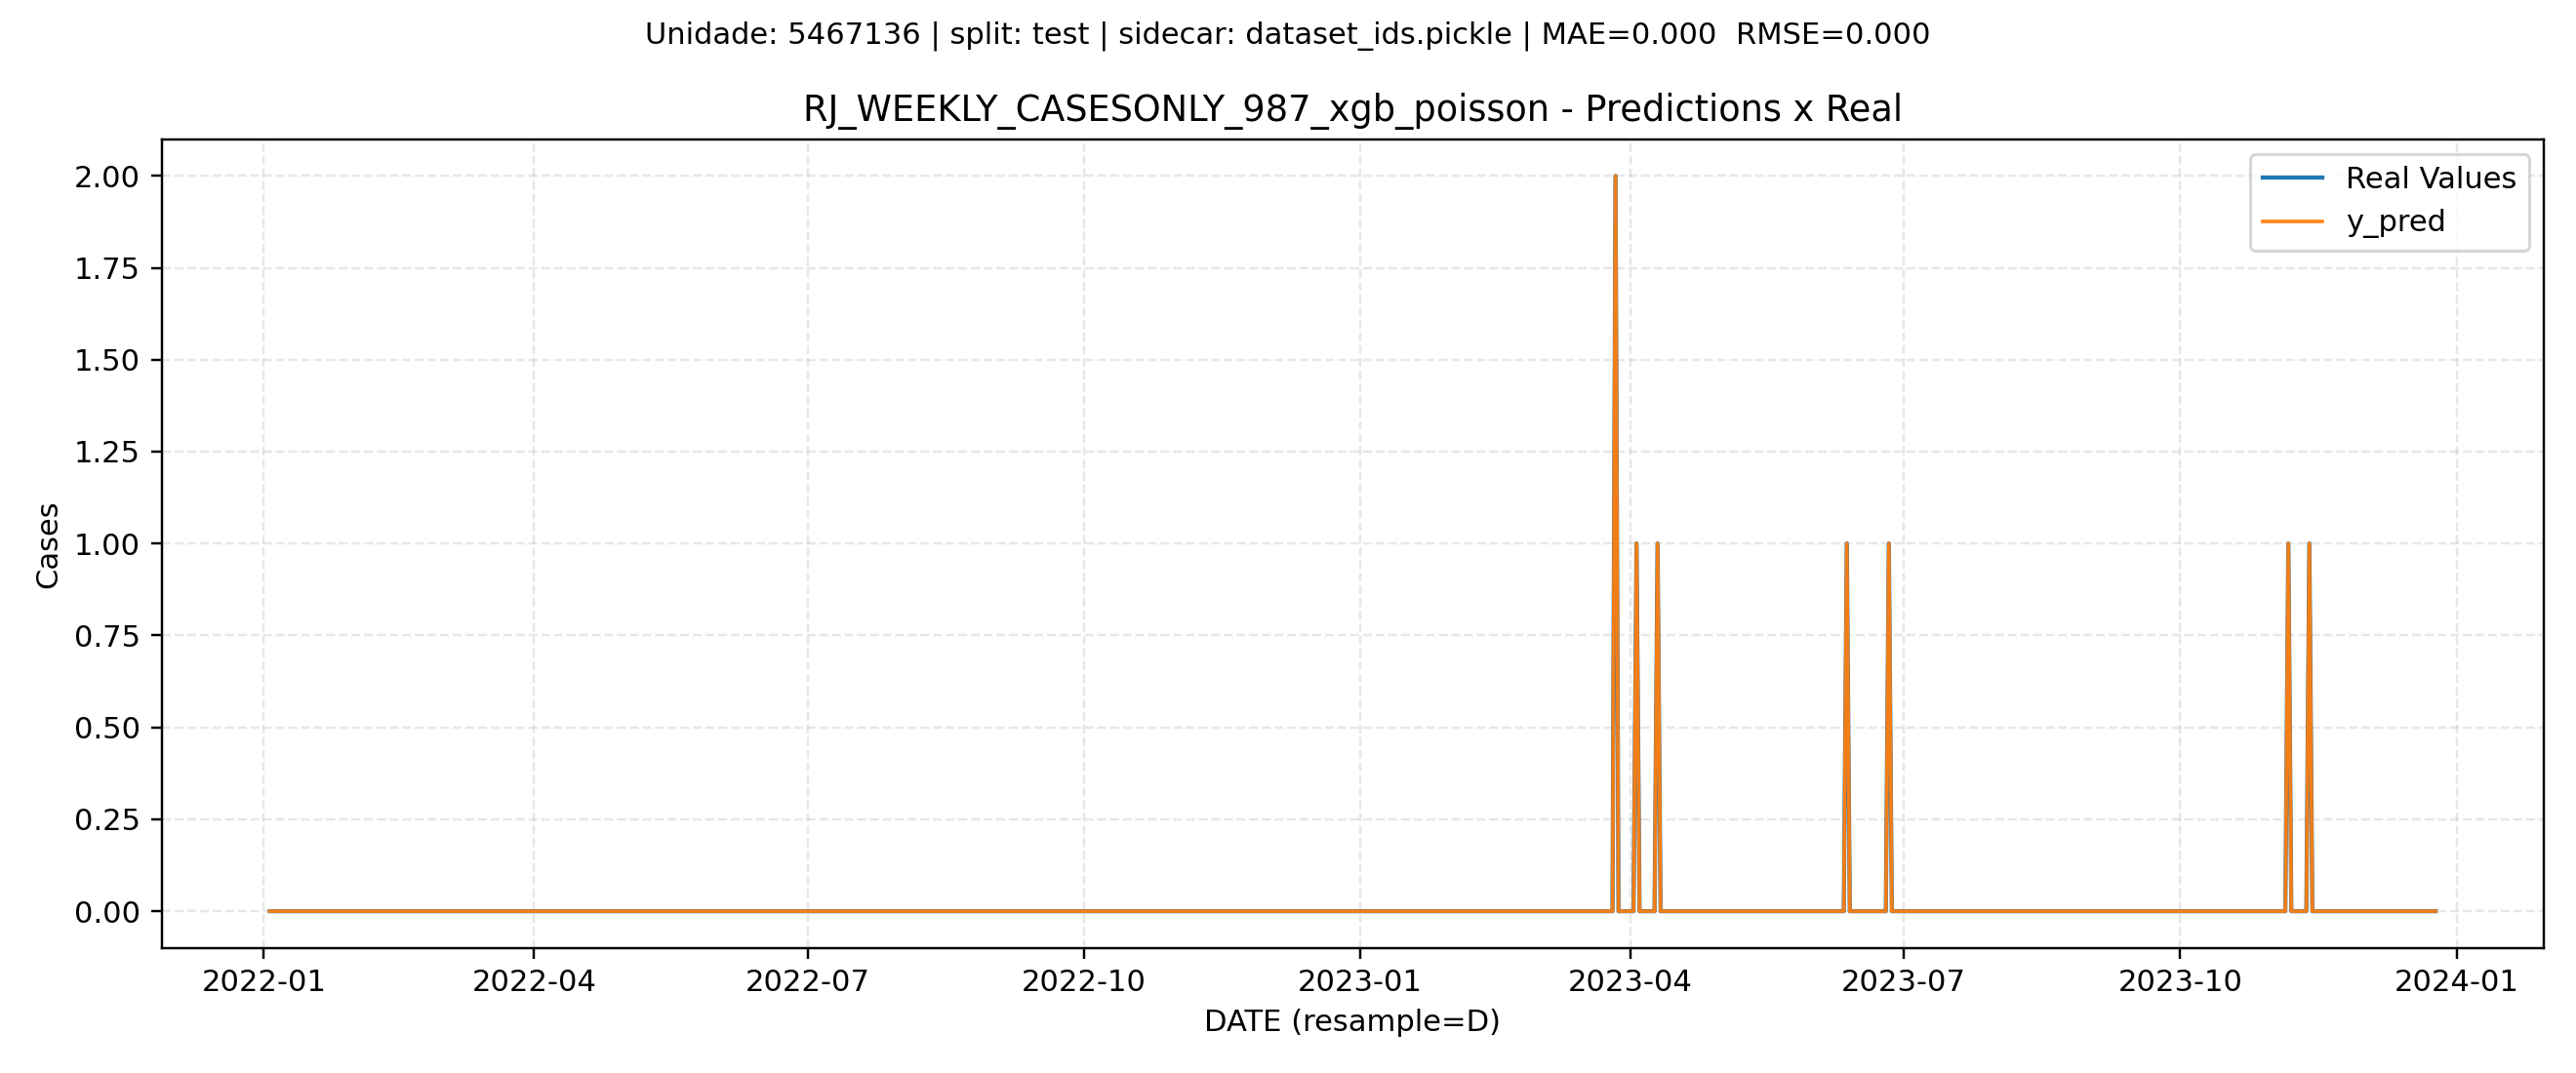 Unidade: 5467136 | split: test | sidecar: dataset_ids.pickle | MAE=0.000  RMSE=0.000
RJ_WEEKLY_CASESONLY_987_xgb_poisson - Predictions x Real
Real Values
y_pred
Cases
2.00
1.75
1.50
1.25
1.00
0.75
0.50
0.25
0.00
2022-01 2022-04 2022-07 2022-10 2023-01 2023-04 2023-07 2023-10 2024-01
DATE (resample=D)